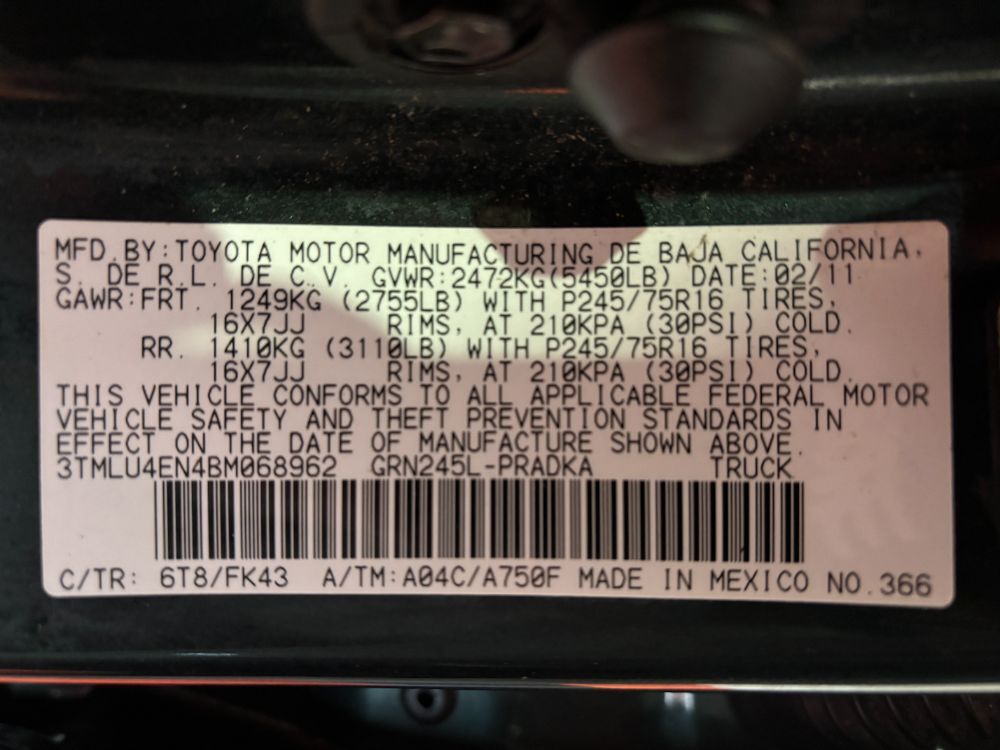 MFD.BY:TOYOTA MOTOR MANUFACTURING DE BAJA CALIFORNIA,
S. DE R.L. DE C.V. GVWR:2472KG(5450LB) DATE:02/11
GAWR:FRT. 1249KG (2755LB) WITH P245/75R16 TIRES,
16X7JJ RIMS, AT 210KPA (30PSI) COLD.
RR. 1410KG (3110LB) WITH P245/75R16 TIRES,
16X7JJ RIMS, AT 210KPA (30PSI) COLD.
THIS VEHICLE CONFORMS TO ALL APPLICABLE FEDERAL MOTOR
VEHICLE SAFETY AND THEFT PREVENTION STANDARDS IN
EFFECT ON THE DATE OF MANUFACTURE SHOWN ABOVE.
3TMLU4EN4BM068962 GRN245L-PRADKA TRUCK
C/TR: 6T8/FK43 A/TM:A04C/A750F MADE IN MEXICO NO.366